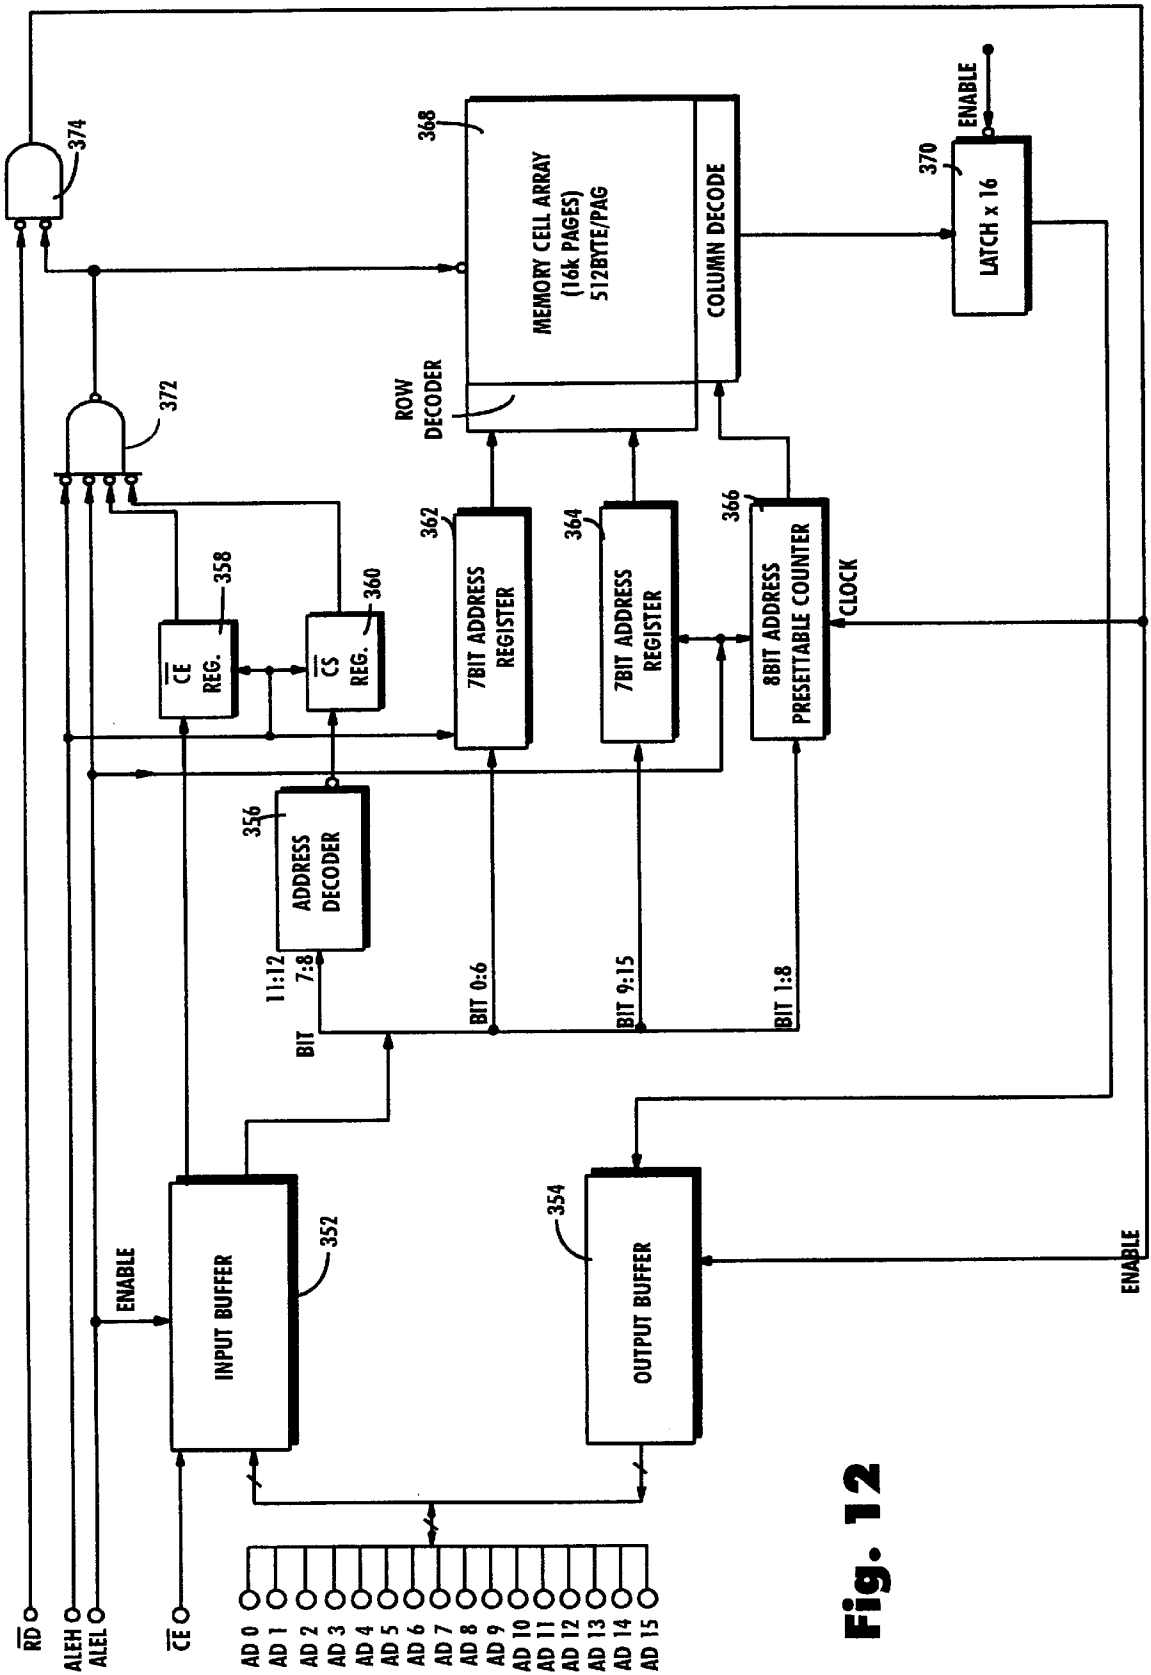 374
372
368
MEMORY CELL ARRAY
(16k PAGES)
512BYTE/PAG
COLUMN DECODE
ROW
DECODER
ENABLE
370
LATCH x 16
358
CE
REG.
360
CS
REG.
362
7BIT ADDRESS
REGISTER
364
7BIT ADDRESS
REGISTER
366
8BIT ADDRESS
PRESETTABLE COUNTER
CLOCK
356
ADDRESS
DECODER
11:12
BIT 7:8
BIT 0:6
BIT 9:15
BIT 1:8
ENABLE
INPUT BUFFER
352
354
OUTPUT BUFFER
ENABLE
RD
ALEH
ALEL
CE
AD 0
AD 1
AD 2
AD 3
AD 4
AD 5
AD 6
AD 7
AD 8
AD 9
AD 10
AD 11
AD 12
AD 13
AD 14
AD 15
Fig. 12